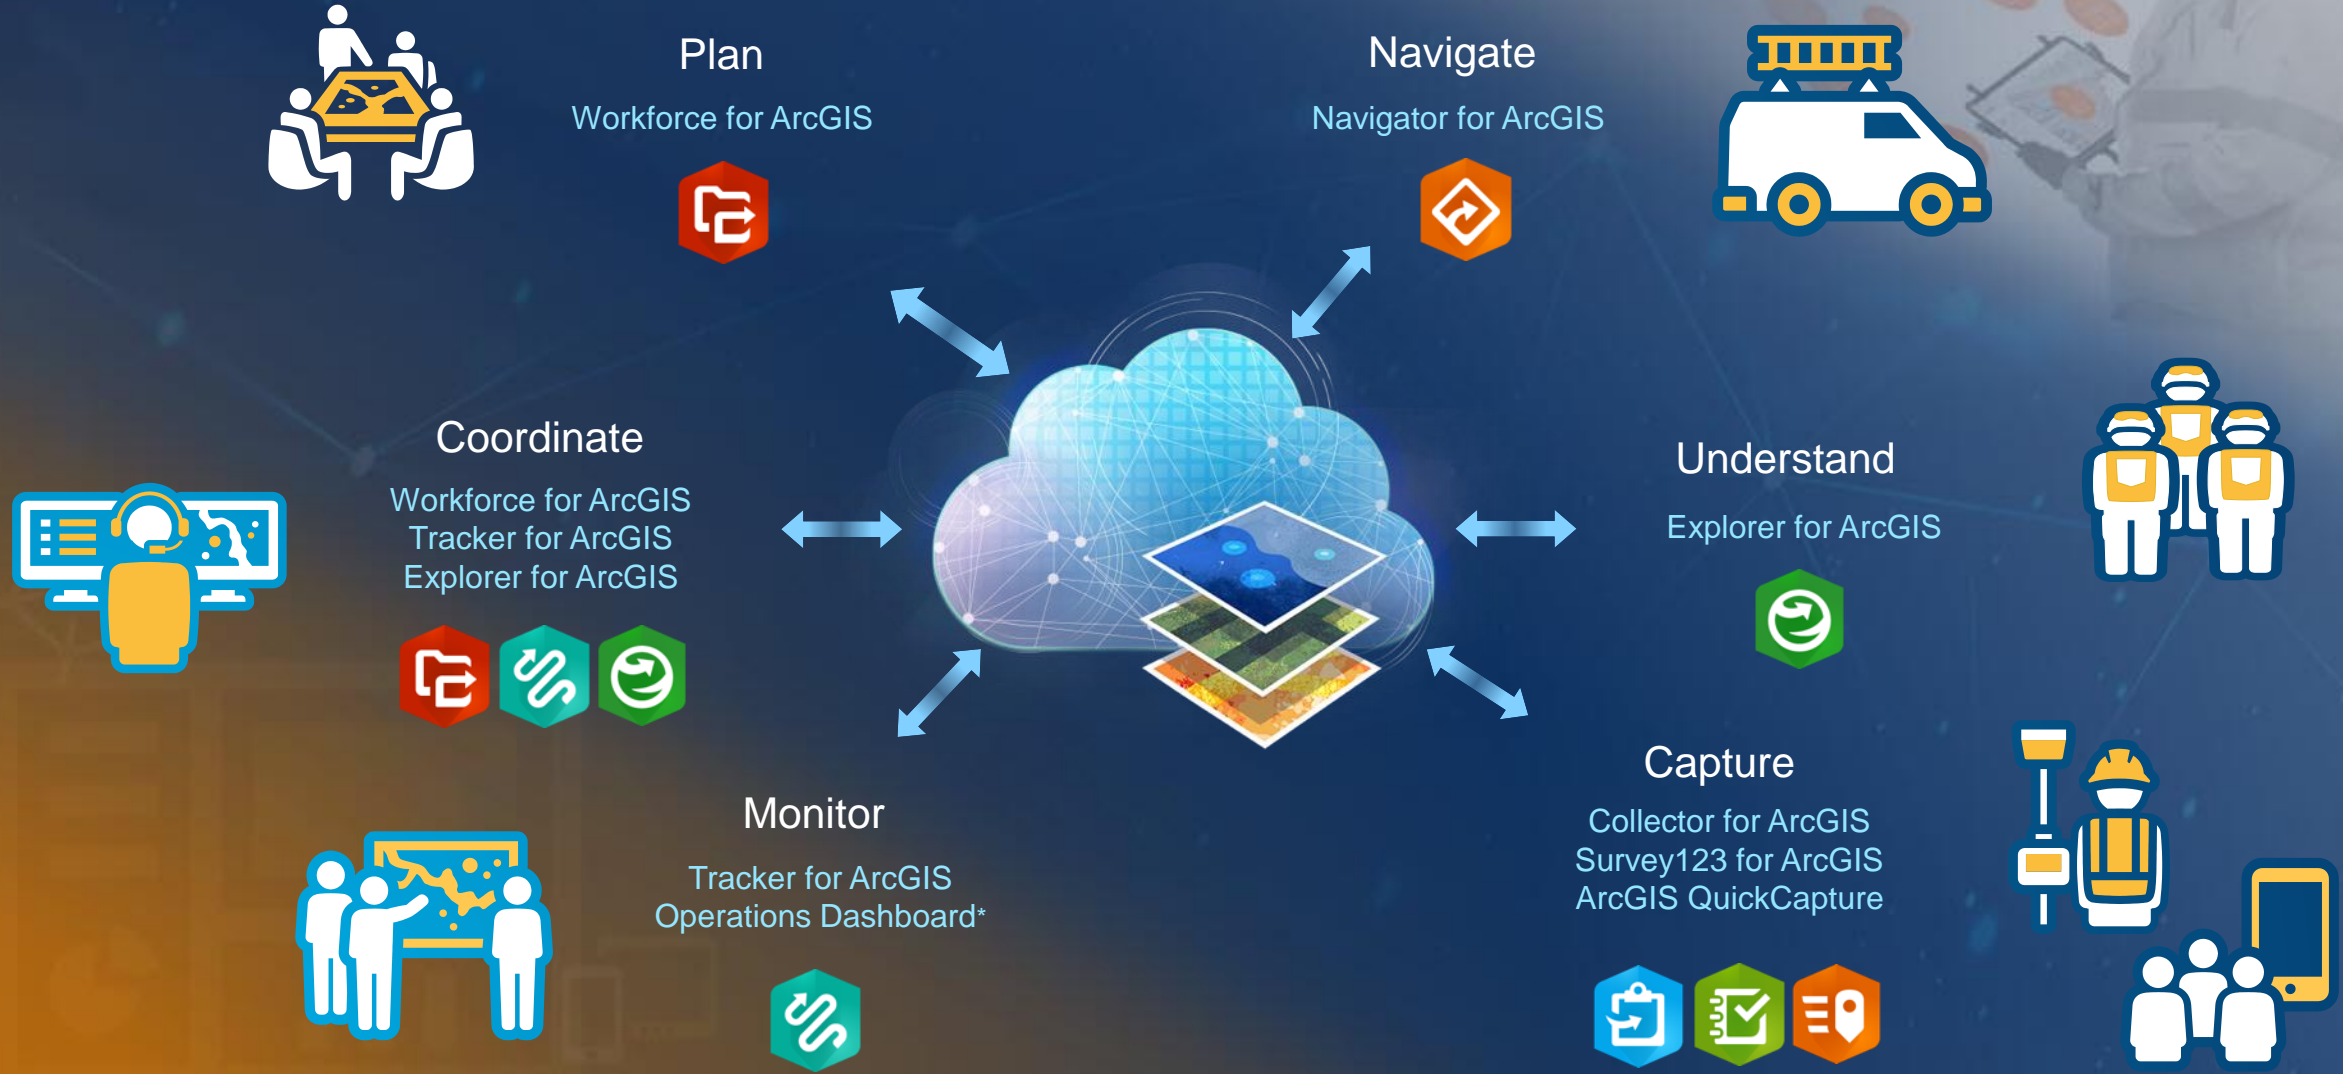 Plan
Workforce for ArcGIS
Navigate
Navigator for ArcGIS
Coordinate
Workforce for ArcGIS
Tracker for ArcGIS
Explorer for ArcGIS
Understand
Explorer for ArcGIS
Monitor
Tracker for ArcGIS
Operations Dashboard*
Capture
Collector for ArcGIS
Survey123 for ArcGIS
ArcGIS QuickCapture